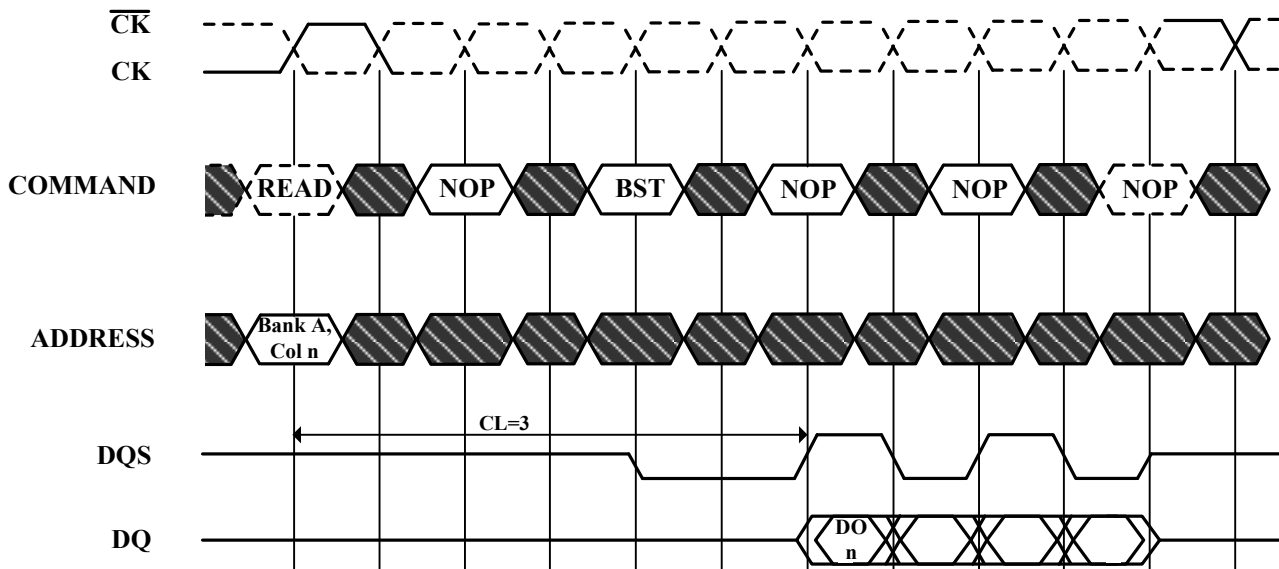 CK
CK
COMMAND
READ NOP BST NOP NOP NOP
ADDRESS
Bank A,
Col n
CL=3
DQS
DQ
DO
n